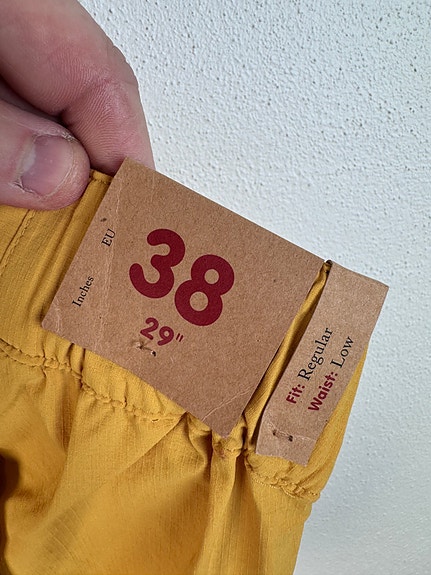 EU 38
Inches 29"
Fit: Regular
Waist: Low